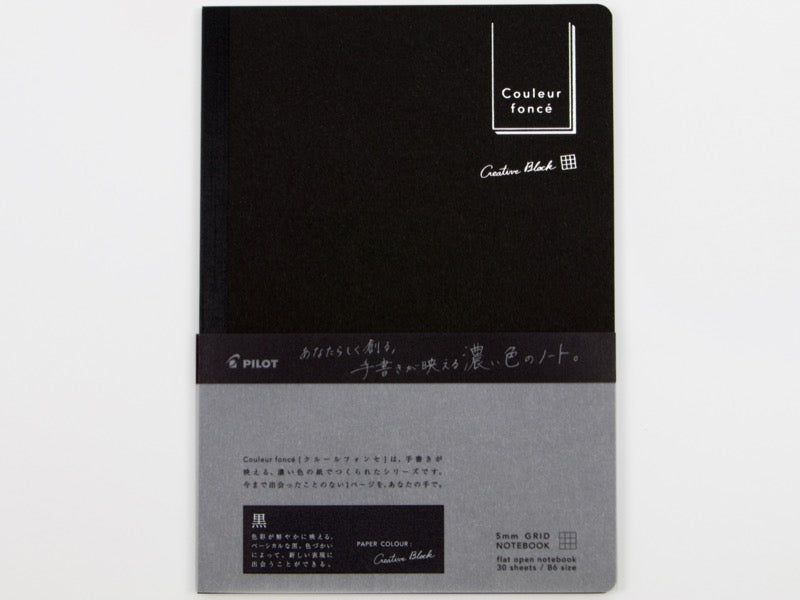 Couleur
foncé
Creative Block
PILOT
あなたらしく創る,
手書きが映える濃い色のノート。
Couleur foncé [クルールフォンセ]は、手書きが
映える、濃い色の紙でつくられたシリーズです。
今まで出会ったことのない1ページを、あなたの手で。
黒
色彩が鮮やかに映える、
ベーシカルな黒。色づかい
によって、新しい表現に
出会うことができる。
PAPER COLOUR:
Creative Block
5mm GRID
NOTEBOOK
flat open notebook
30 sheets / B6 size